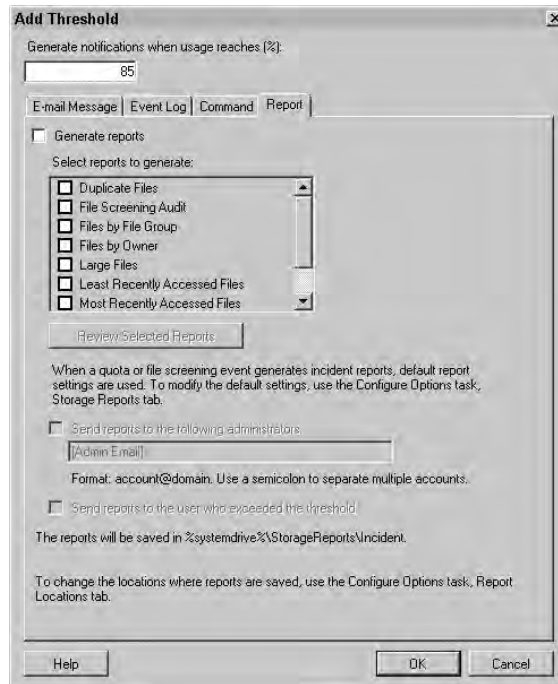 Add Threshold
Generate notifications when usage reaches (%):
85
E-mail Message Event Log Command Report
Generate reports
Select reports to generate:
Duplicate Files
File Screening Audit
Files by File Group
Files by Owner
Large Files
Least Recently Accessed Files
Most Recently Accessed Files
Review Selected Reports
When a quota or file screening event generates incident reports, default report
settings are used. To modify the default settings, use the Configure Options task,
Storage Reports tab.
Send reports to the following administrators
[Admin Email]
Format: account@domain. Use a semicolon to separate multiple accounts.
Send reports to the user who exceeded the threshold
The reports will be saved in %systemdrive%\StorageReports\Incident.
To change the locations where reports are saved, use the Configure Options task, Report
Locations tab.
Help OK Cancel